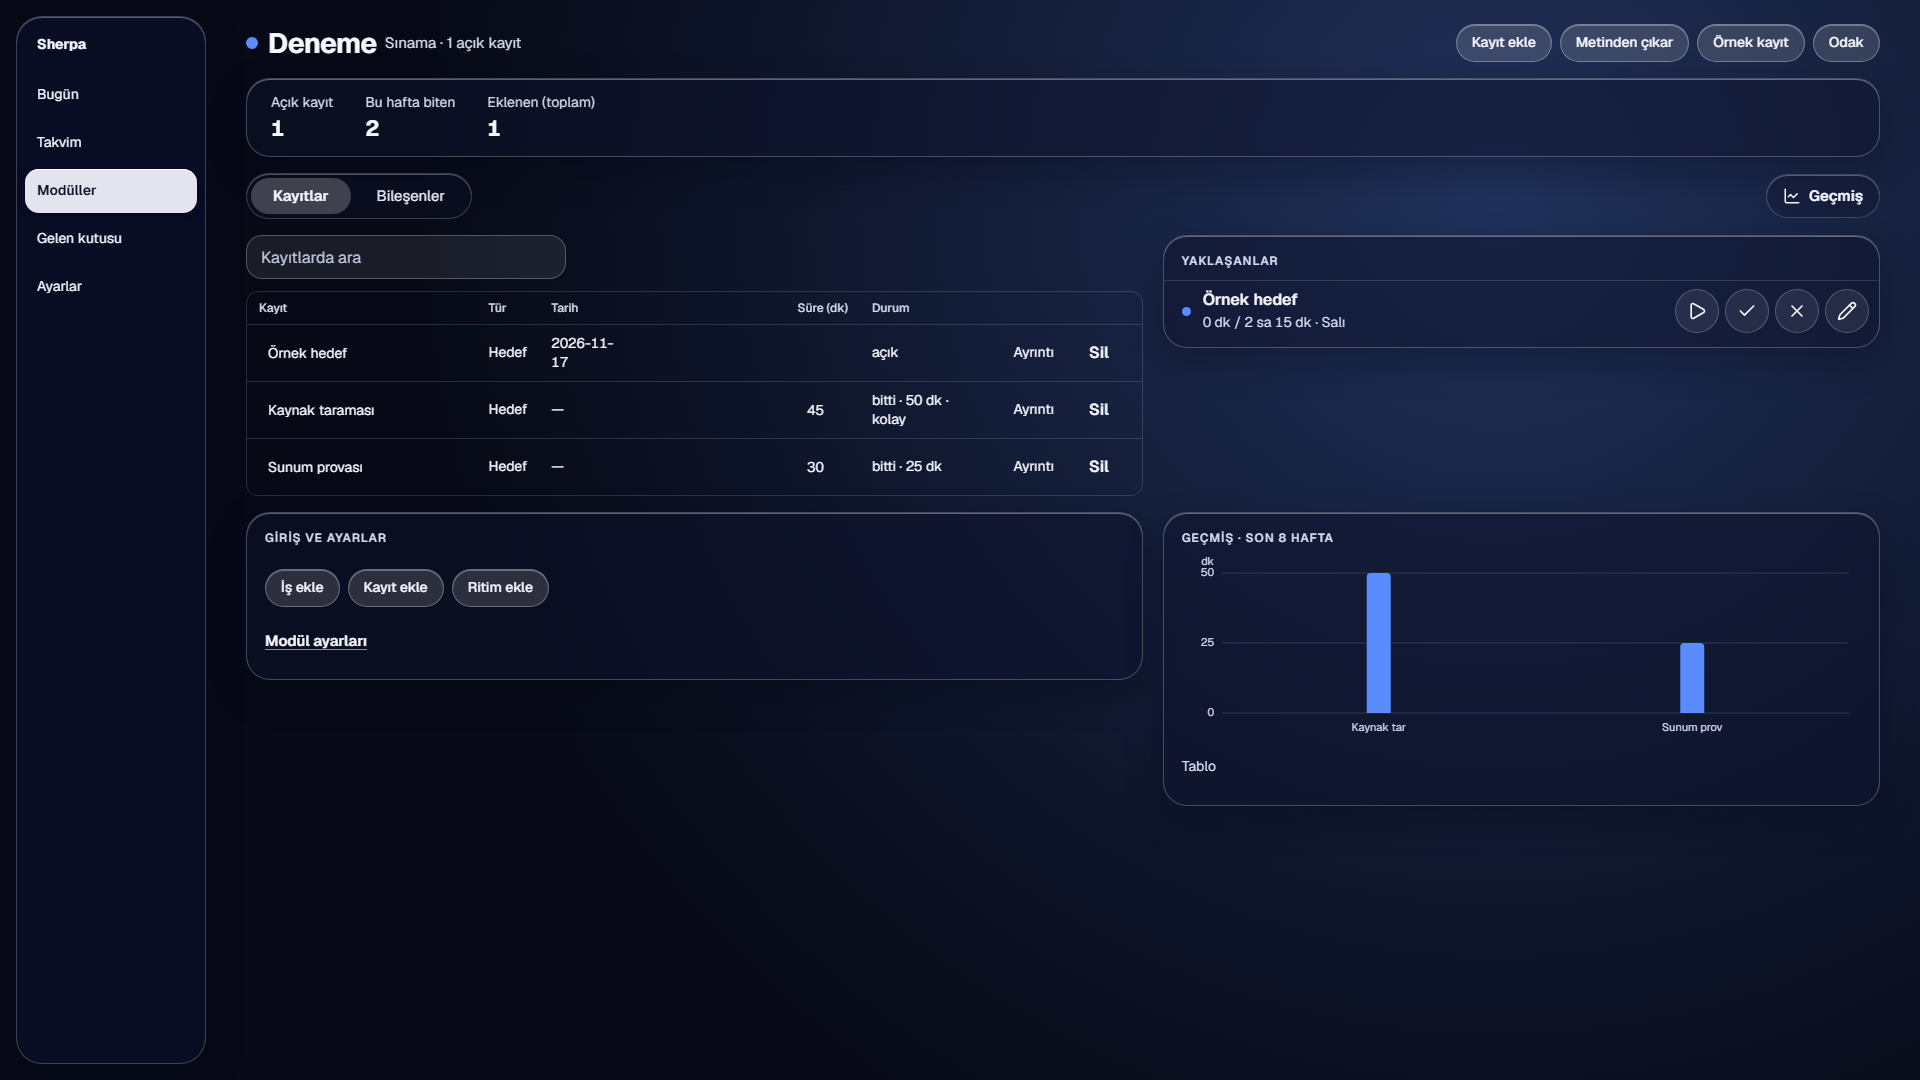 Sherpa
Bugün
Takvim
Modüller
Gelen kutusu
Ayarlar
Deneme Sınama · 1 açık kayıt
Kayıt ekle Metinden çıkar Örnek kayıt Odak
Açık kayıt Bu hafta biten Eklenen (toplam)
1 2 1
Kayıtlar Bileşenler
Geçmiş
Kayıtlarda ara
Kayıt Tür Tarih Süre (dk) Durum
Örnek hedef Hedef 2026-11-17 açık Ayrıntı Sil
Kaynak taraması Hedef — 45 bitti · 50 dk · kolay Ayrıntı Sil
Sunum provası Hedef — 30 bitti · 25 dk Ayrıntı Sil
YAKLAŞANLAR
Örnek hedef
0 dk / 2 sa 15 dk · Salı
GİRİŞ VE AYARLAR
İş ekle Kayıt ekle Ritim ekle
Modül ayarları
GEÇMİŞ · SON 8 HAFTA
dk
50
25
0
Kaynak tar Sunum prov
Tablo